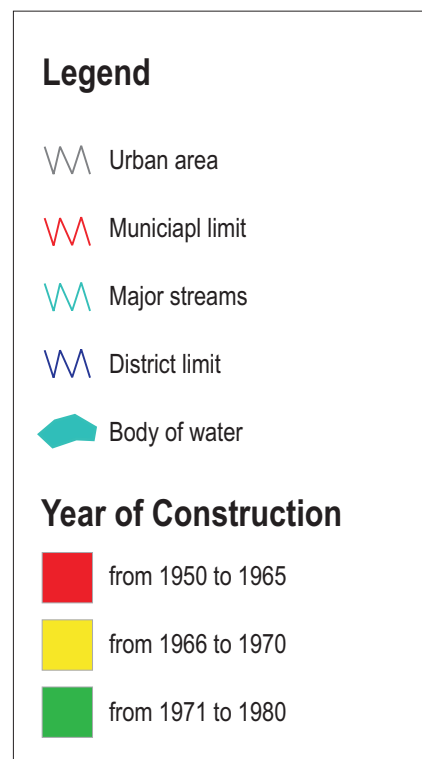 Legend
Urban area
Municiapl limit
Major streams
District limit
Body of water
Year of Construction
from 1950 to 1965
from 1966 to 1970
from 1971 to 1980